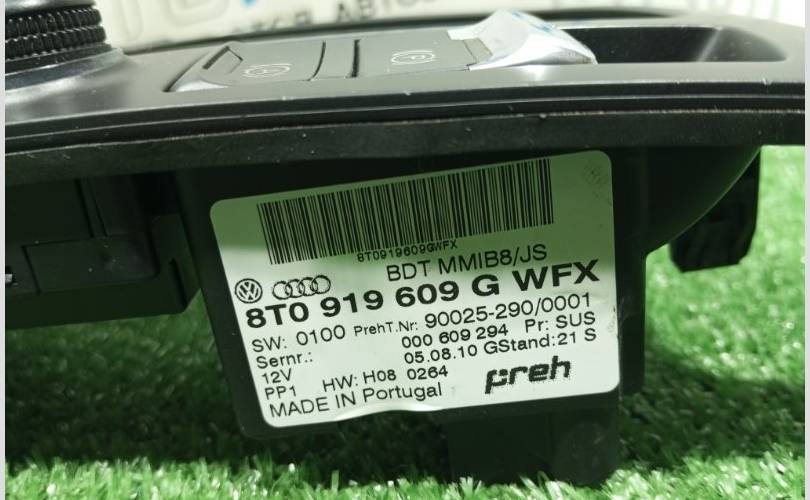 8T0919609GWFX
BDT MMIB8/JS
8T0 919 609 G WFX
SW: 0100 PrehT.Nr: 90025-290/0001
Sernr.: 000 609 294 Pr: SUS
12V 05.08.10 GStand:21 S
PP1 HW: H08 0264
MADE IN Portugal
preh